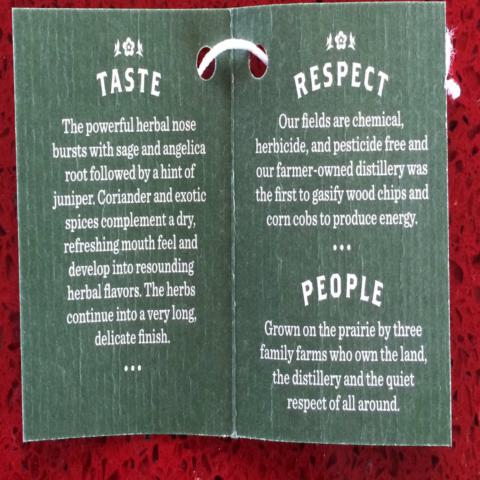 TASTE
The powerful herbal nose
bursts with sage and angelica
root followed by a hint of
juniper. Coriander and exotic
spices complement a dry,
refreshing mouth feel and
develop into resounding
herbal flavors. The herbs
continue into a very long,
delicate finish.
RESPECT
Our fields are chemical,
herbicide, and pesticide free and
our farmer-owned distillery was
the first to gasify wood chips and
corn cobs to produce energy.
PEOPLE
Grown on the prairie by three
family farms who own the land,
the distillery and the quiet
respect of all around.